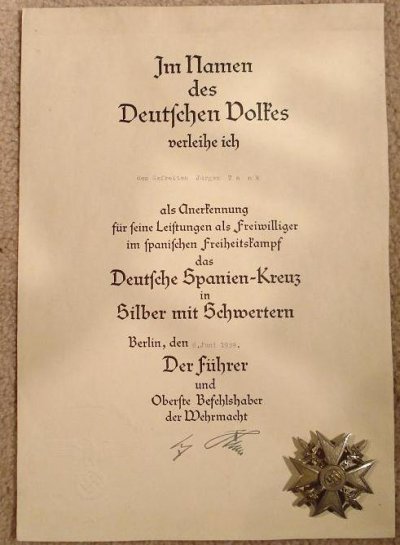 Im Namen
des
Deutschen Volkes
verleihe ich
dem Gefreiten Jürgen T a n k
als Anerkennung
für seine Leistungen als Freiwilliger
im spanischen Freiheitskampf
das
Deutsche Spanien-Kreuz
in
Silber mit Schwertern
Berlin, den 6.Juni 1939.
Der Führer
und
Oberste Befehlshaber
der Wehrmacht